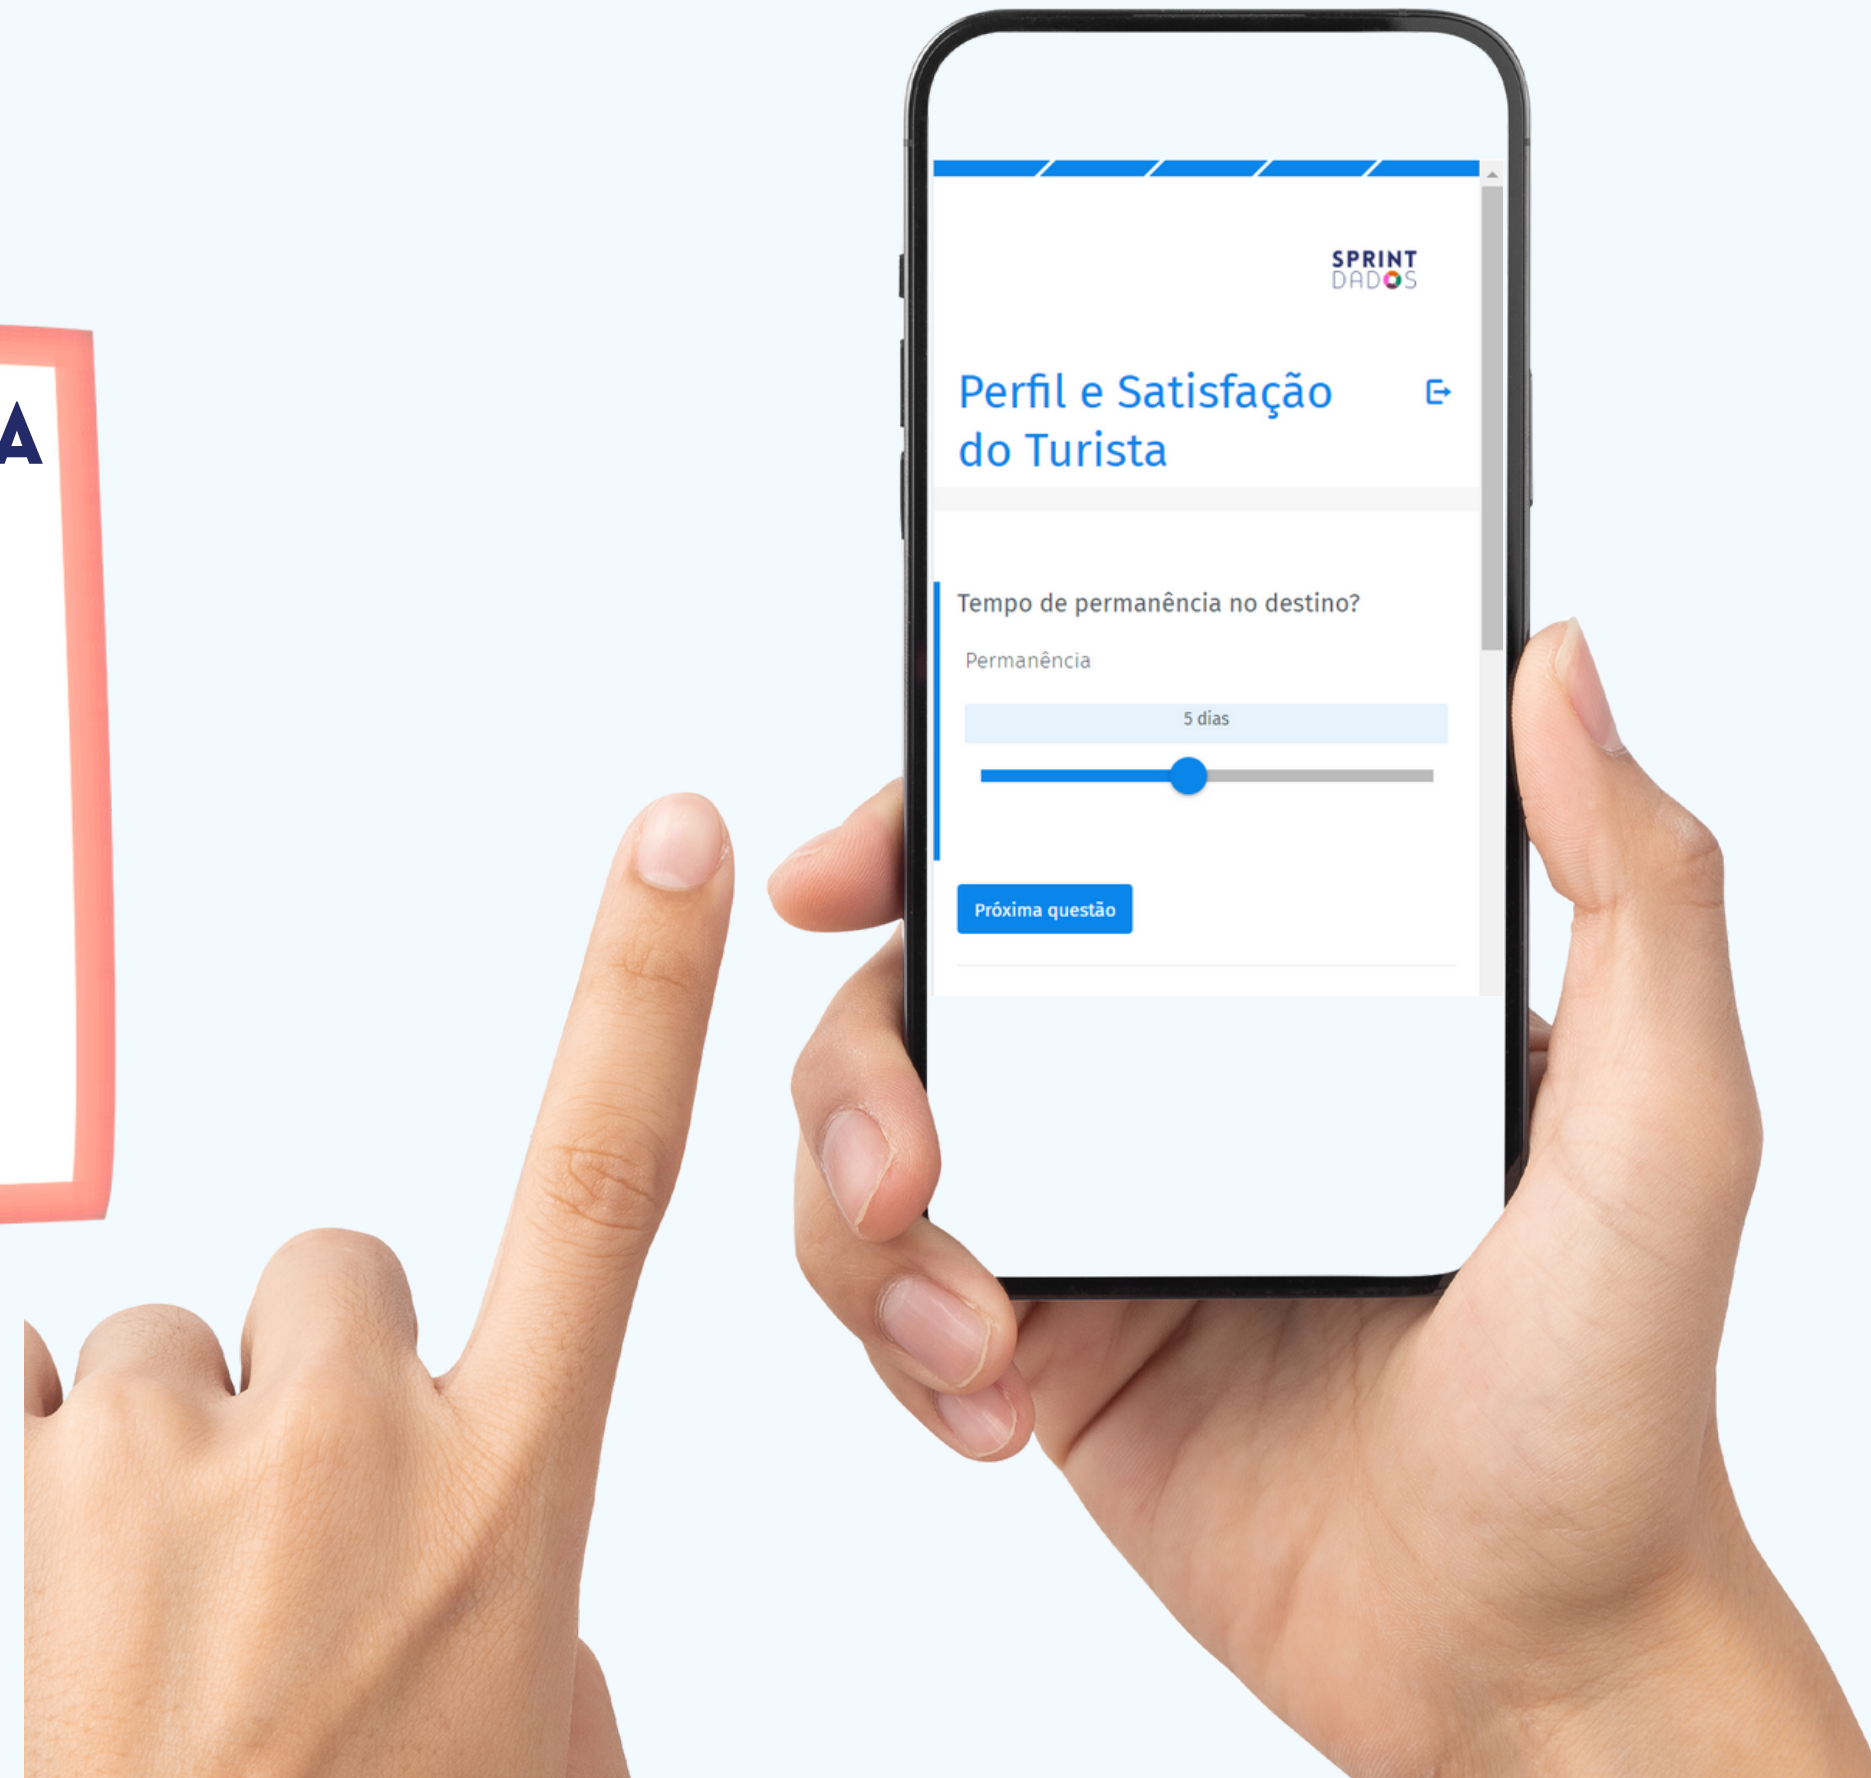 A
SPRINT
DADOS
Perfil e Satisfação
do Turista
Tempo de permanência no destino?
Permanência
5 dias
Próxima questão